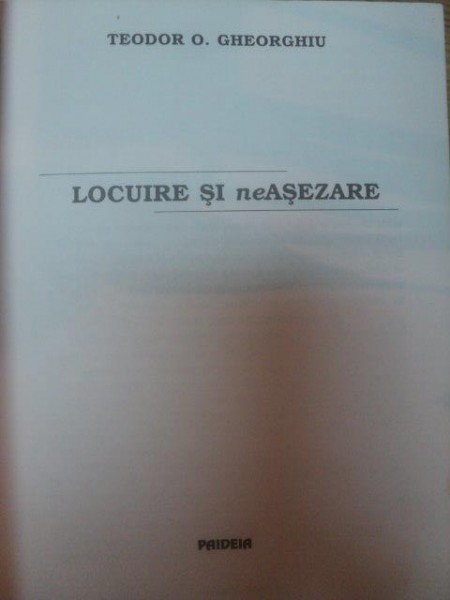 TEODOR O. GHEORGHIU
LOCUIRE ŞI neAŞEZARE
PAIDEIA